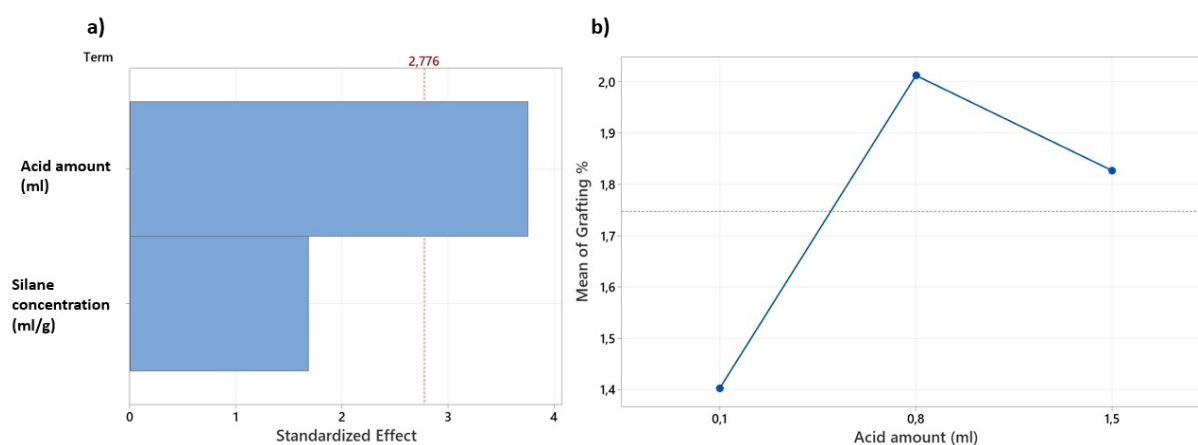 a)
Term
2,776
Acid amount
(ml)
Silane
concentration
(ml/g)
0 1 2 3 4
Standardized Effect
b)
Mean of Grafting %
2,0
1,9
1,8
1,7
1,6
1,5
1,4
0,1 0,8 1,5
Acid amount (ml)